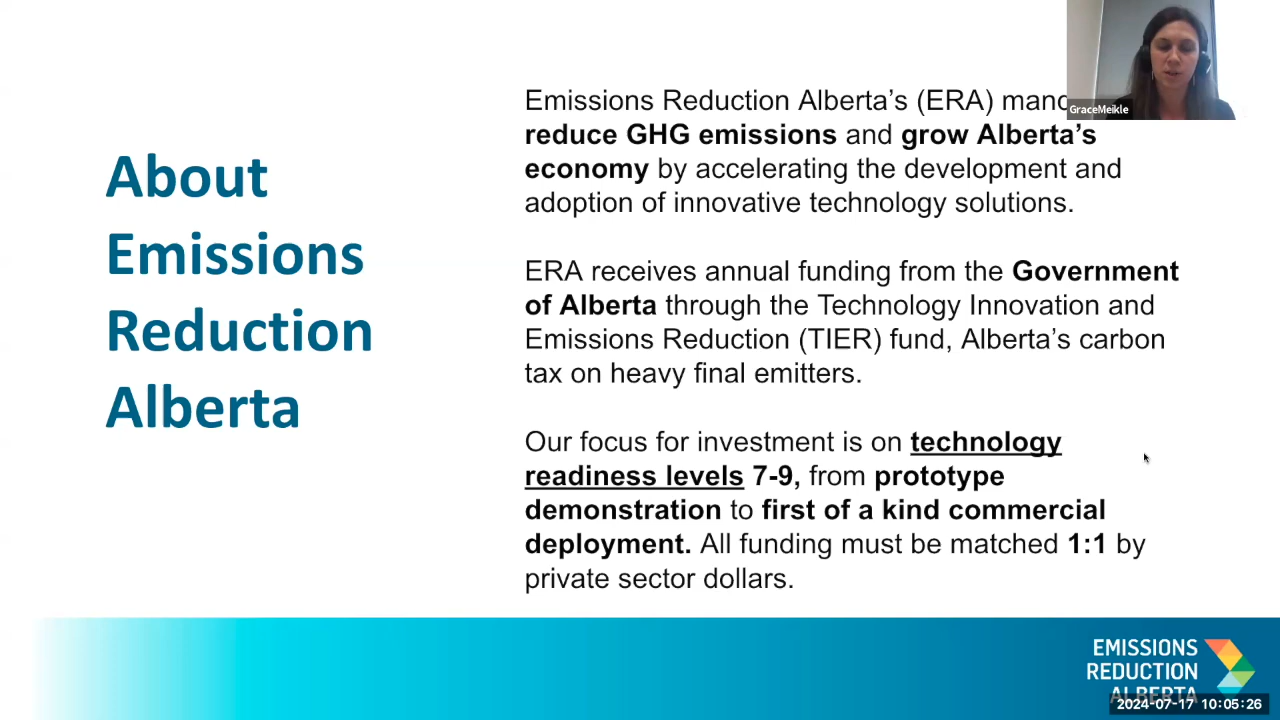 About
Emissions
Reduction
Alberta
Emissions Reduction Alberta's (ERA)
reduce GHG emissions and grow Alberta's
economy by accelerating the development and
adoption of innovative technology solutions.
ERA receives annual funding from the Government
of Alberta through the Technology Innovation and
Emissions Reduction (TIER) fund, Alberta's carbon
tax on heavy final emitters.
Our focus for investment is on technology
readiness levels 7-9, from prototype
demonstration to first of a kind commercial
deployment. All funding must be matched 1:1 by
private sector dollars.
GraceMeikle
EMISSIONS
REDUCTION
ALBERTA
2024-07-17 10:05:26